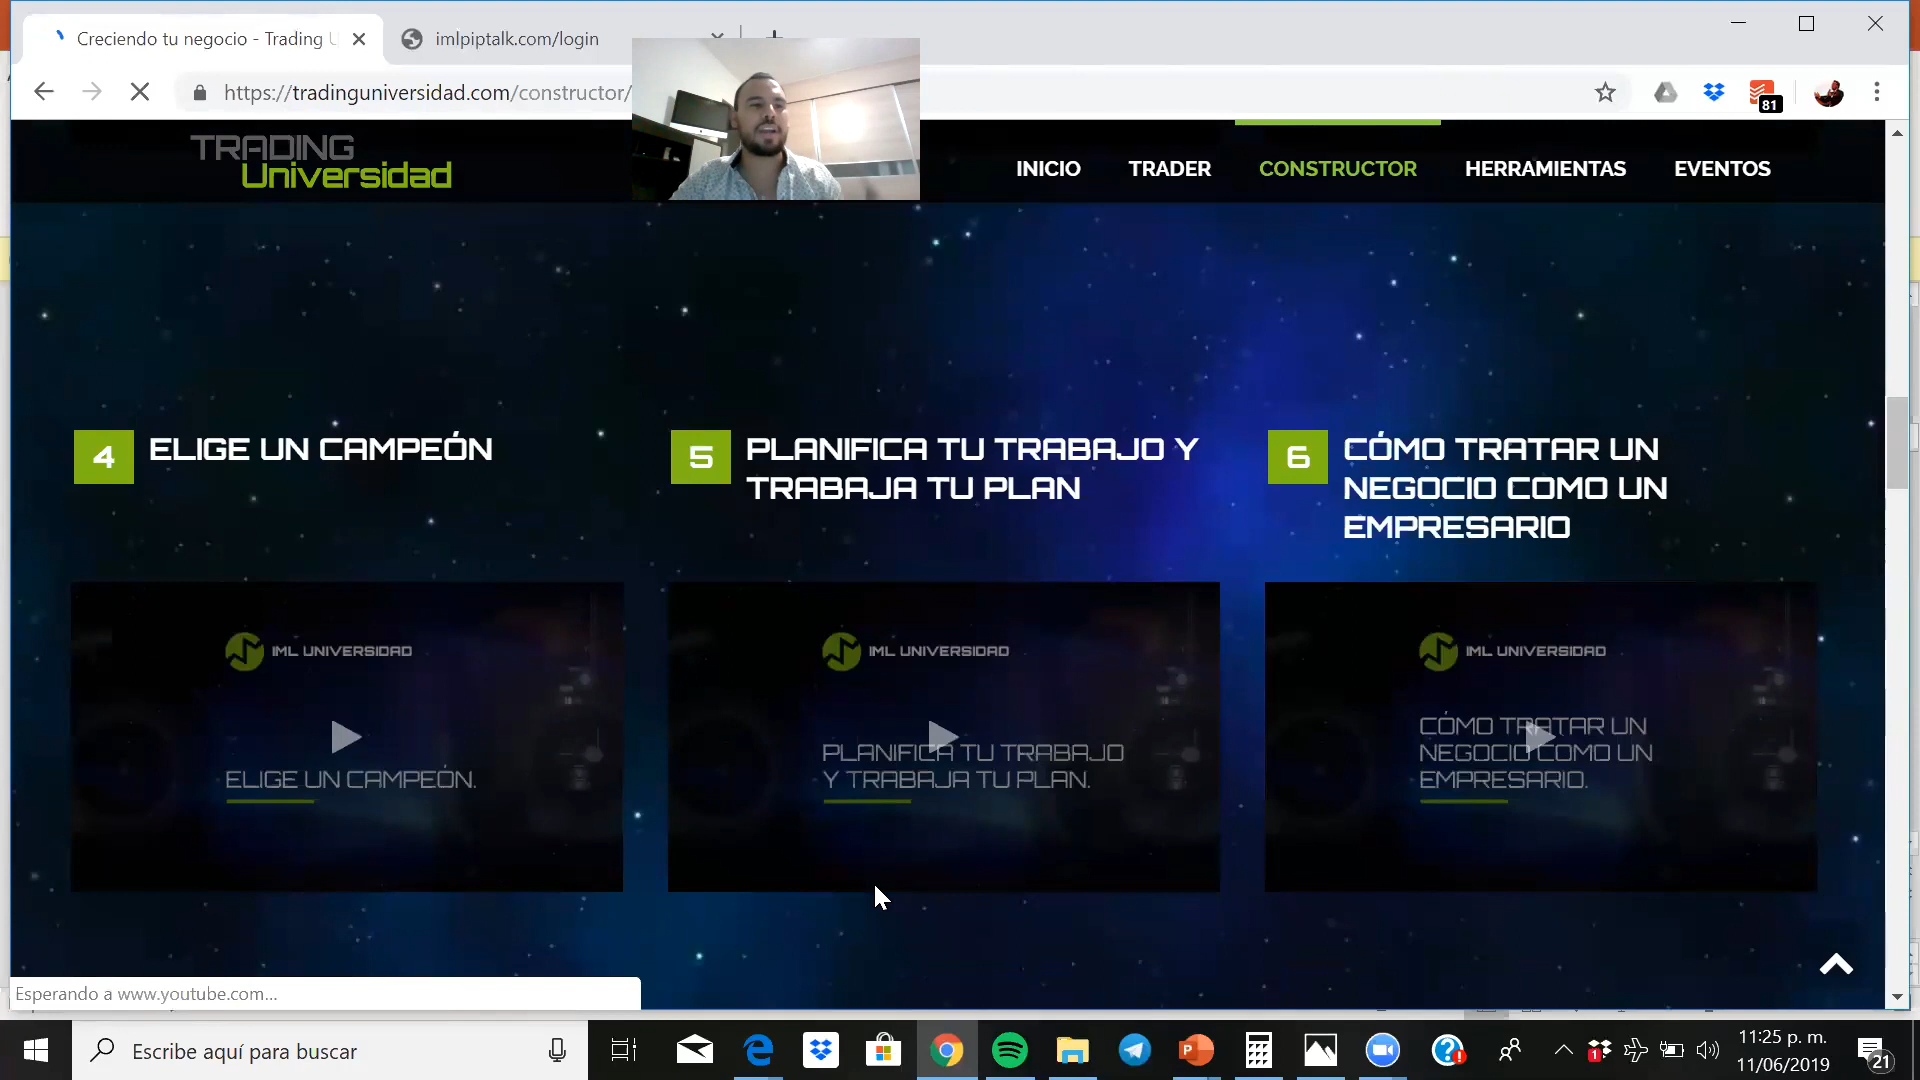 Creciendo tu negocio - Trading U
imlpiptalk.com/login
https://tradinguniversidad.com/constructor/
81
TRADING
Universidad
INICIO
TRADER
CONSTRUCTOR
HERRAMIENTAS
EVENTOS
4
ELIGE UN CAMPEÓN
5
PLANIFICA TU TRABAJO Y
TRABAJA TU PLAN
6
CÓMO TRATAR UN
NEGOCIO COMO UN
EMPRESARIO
IML UNIVERSIDAD
ELIGE UN CAMPEÓN.
IML UNIVERSIDAD
PLANIFICA TU TRABAJO
Y TRABAJA TU PLAN.
IML UNIVERSIDAD
CÓMO TRATAR UN
NEGOCIO COMO UN
EMPRESARIO.
Esperando a www.youtube.com...
Escribe aquí para buscar
1
11:25 p. m.
11/06/2019
21